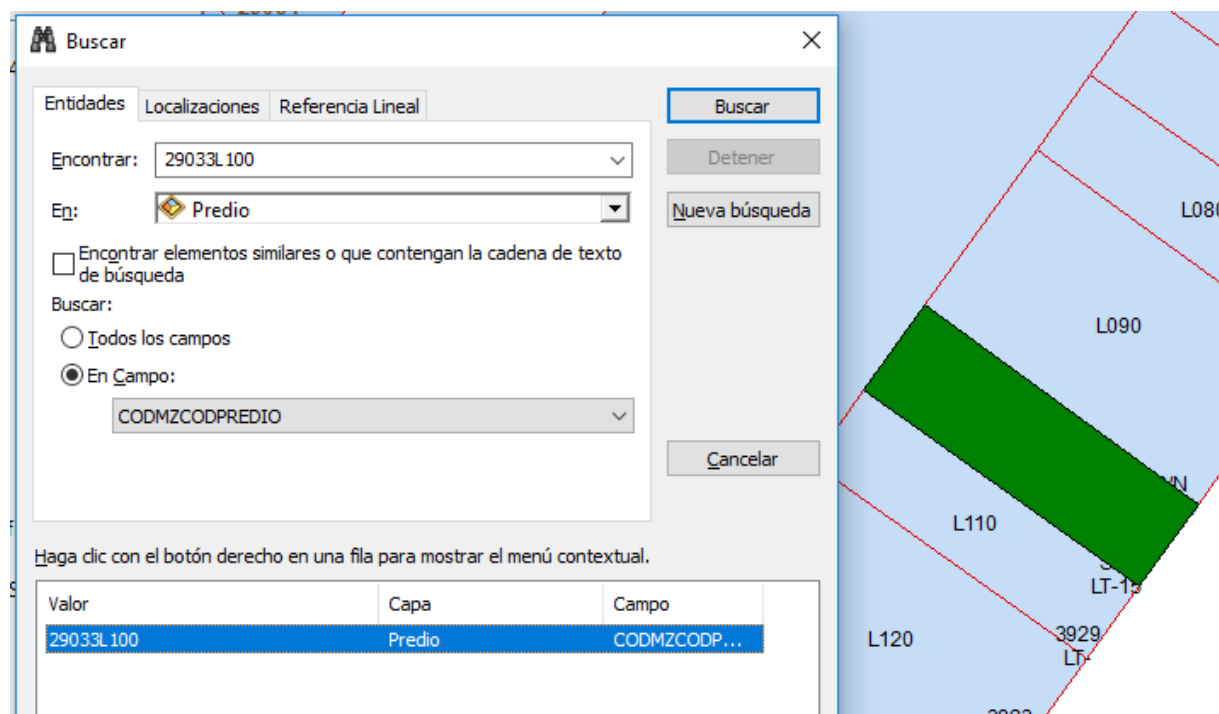 Buscar
Entidades Localizaciones Referencia Lineal
Buscar
Encontrar: 29033L100
Detener
En: Predio
Nueva búsqueda
Encontrar elementos similares o que contengan la cadena de texto
de búsqueda
Buscar:
Todos los campos
En Campo:
CODMZCODPREDIO
Cancelar
Haga clic con el botón derecho en una fila para mostrar el menú contextual.
Valor Capa Campo
29033L100 Predio CODMZCODP...
L080
L090
L110
LT-15
L120
3929
LT-